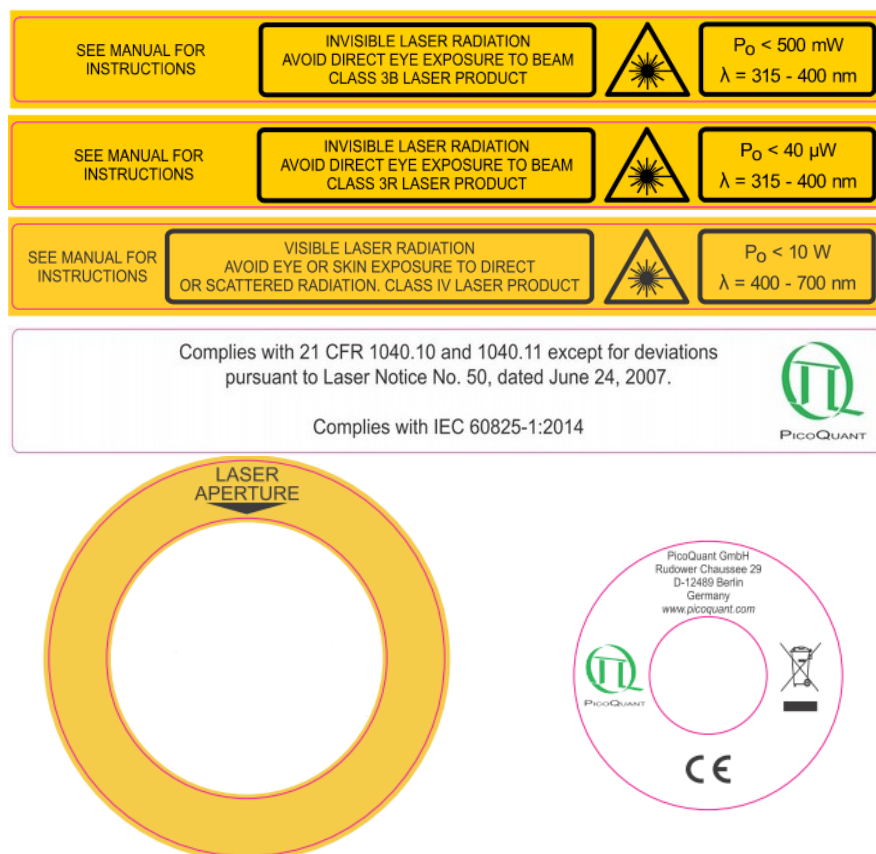 SEE MANUAL FOR
INSTRUCTIONS
INVISIBLE LASER RADIATION
AVOID DIRECT EYE EXPOSURE TO BEAM
CLASS 3B LASER PRODUCT
Po < 500 mW
λ = 315 - 400 nm
SEE MANUAL FOR
INSTRUCTIONS
INVISIBLE LASER RADIATION
AVOID DIRECT EYE EXPOSURE TO BEAM
CLASS 3R LASER PRODUCT
Po < 40 µW
λ = 315 - 400 nm
SEE MANUAL FOR
INSTRUCTIONS
VISIBLE LASER RADIATION
AVOID EYE OR SKIN EXPOSURE TO DIRECT
OR SCATTERED RADIATION. CLASS IV LASER PRODUCT
Po < 10 W
λ = 400 - 700 nm
Complies with 21 CFR 1040.10 and 1040.11 except for deviations
pursuant to Laser Notice No. 50, dated June 24, 2007.
Complies with IEC 60825-1:2014
PICOQUANT
LASER
APERTURE
PicoQuant GmbH
Rudower Chaussee 29
D-12489 Berlin
Germany
www.picoquant.com
PICOQUANT
CE